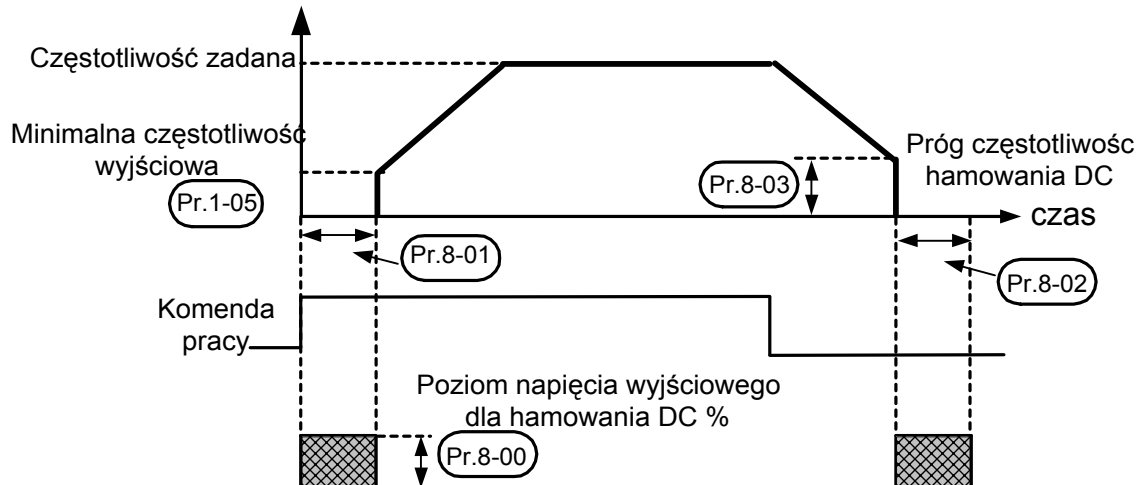 Częstotliwość zadana
Minimalna częstotliwość
wyjściowa
Pr.1-05
Pr.8-03
Próg częstotliwośc
hamowania DC
czas
Pr.8-01
Pr.8-02
Komenda
pracy
Poziom napięcia wyjściowego
dla hamowania DC %
Pr.8-00